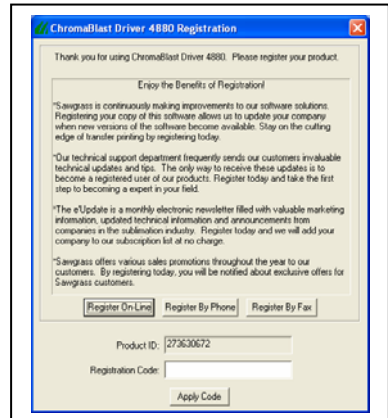 ChromaBlast Driver 4880 Registration
Thank you for using ChromaBlast Driver 4880. Please register your product.
Enjoy the Benefits of Registration!
*Sawgrass is continuously making improvements to our software solutions.
Registering your copy of this software allows us to update your company
when new versions of the software become available. Stay on the cutting
edge of transfer printing by registering today.
*Our technical support department frequently sends our customers invaluable
technical updates and tips. The only way to receive these updates is to
become a registered user of our products. Register today and take the first
step to becoming a expert in your field.
*The e'Update is a monthly electronic newsletter filled with valuable marketing
information, updated technical information and announcements from
companies in the sublimation industry. Register today and we will add your
company to our subscription list at no charge.
*Sawgrass offers various sales promotions throughout the year to our
customers. By registering today, you will be notified about exclusive offers for
Sawgrass customers.
Register On-Line Register By Phone Register By Fax
Product ID: 273630672
Registration Code:
Apply Code